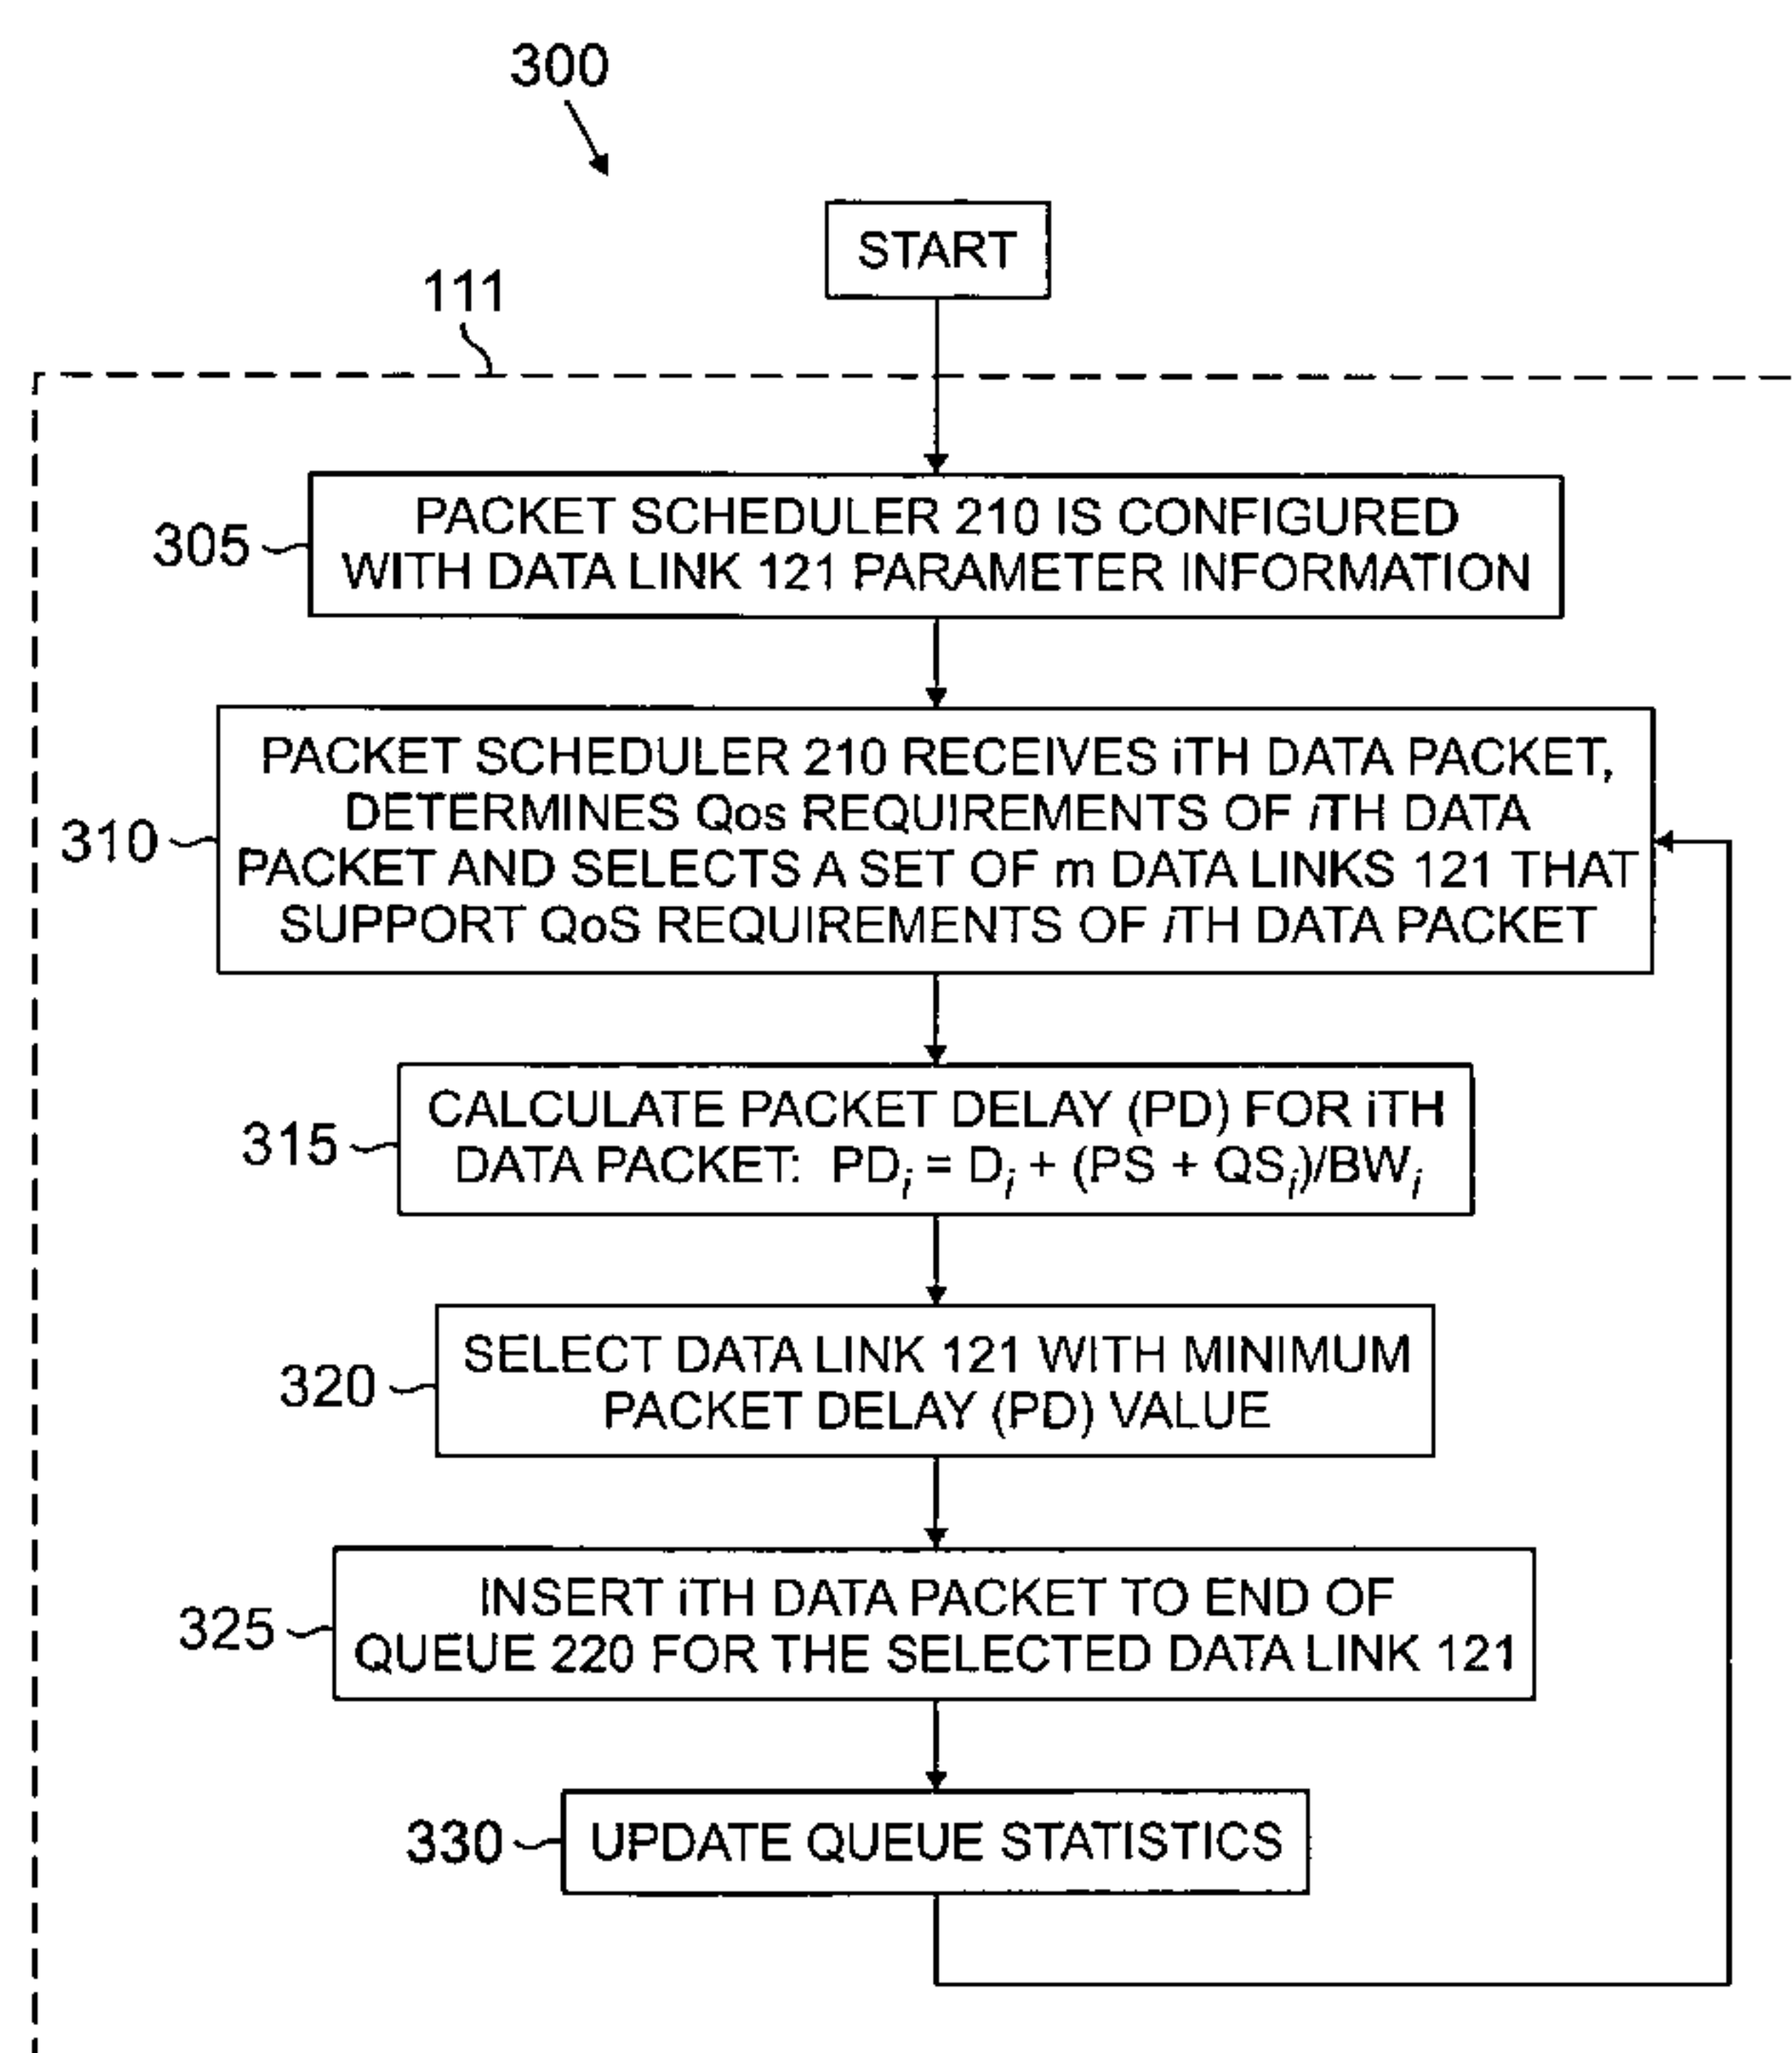 300
START
111
305
PACKET SCHEDULER 210 IS CONFIGURED
WITH DATA LINK 121 PARAMETER INFORMATION
310
PACKET SCHEDULER 210 RECEIVES iTH DATA PACKET,
DETERMINES Qos REQUIREMENTS OF iTH DATA
PACKET AND SELECTS A SET OF m DATA LINKS 121 THAT
SUPPORT QoS REQUIREMENTS OF iTH DATA PACKET
315
CALCULATE PACKET DELAY (PD) FOR iTH
DATA PACKET: PDi = Di + (PS + QSi)/BWi
320
SELECT DATA LINK 121 WITH MINIMUM
PACKET DELAY (PD) VALUE
325
INSERT iTH DATA PACKET TO END OF
QUEUE 220 FOR THE SELECTED DATA LINK 121
330
UPDATE QUEUE STATISTICS